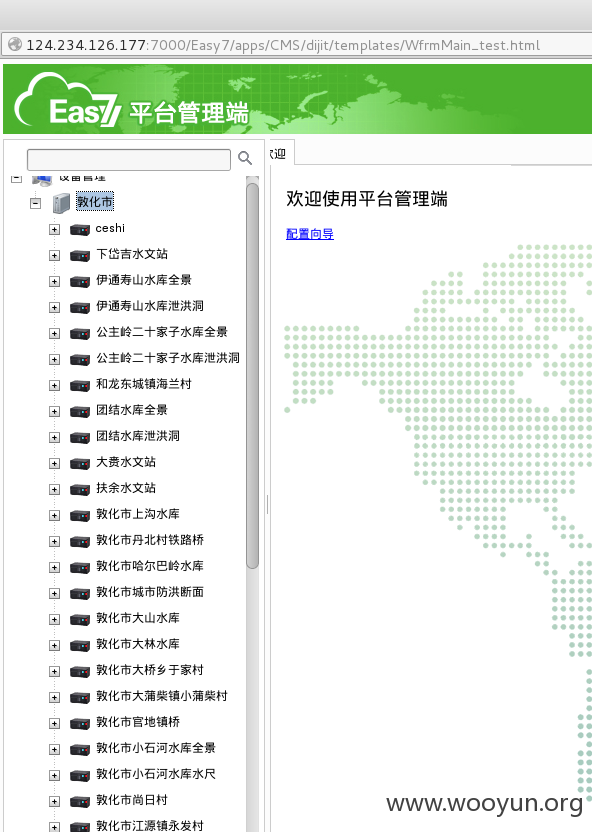 124.234.126.177:7000/Easy7/apps/CMS/dijit/templates/WfrmMain_test.html
Easy7 平台管理端
欢迎
设备管理
敦化市
欢迎使用平台管理端
配置向导
ceshi
下岱吉水文站
伊通寿山水库全景
伊通寿山水库泄洪洞
公主岭二十家子水库全景
公主岭二十家子水库泄洪洞
和龙东城镇海兰村
团结水库全景
团结水库泄洪洞
大赉水文站
扶余水文站
敦化市上沟水库
敦化市丹北村铁路桥
敦化市哈尔巴岭水库
敦化市城市防洪断面
敦化市大山水库
敦化市大林水库
敦化市大桥乡于家村
敦化市大蒲柴镇小蒲柴村
敦化市官地镇桥
敦化市小石河水库全景
敦化市小石河水库水尺
敦化市尚日村
敦化市江源镇永发村
www.wooyun.org